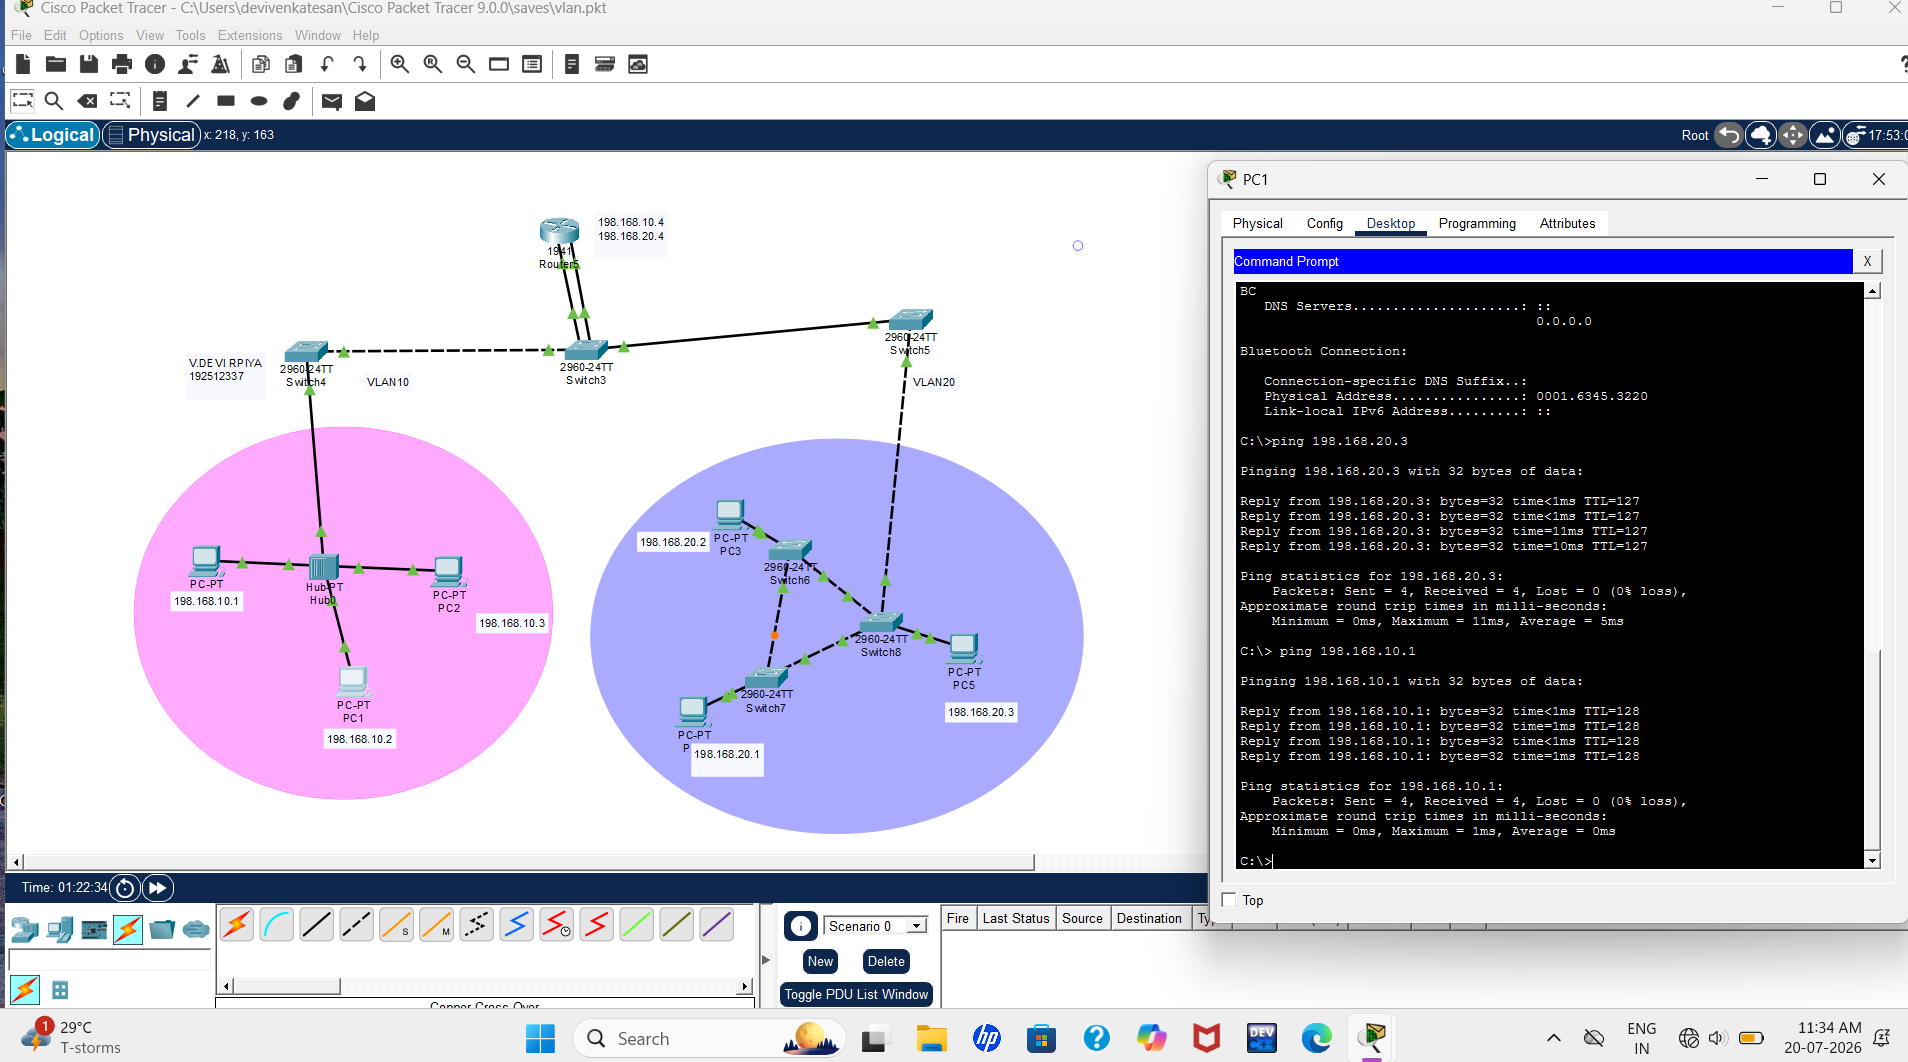 Cisco Packet Tracer - C:\Users\devivenkatesan\Cisco Packet Tracer 9.0.0\saves\vlan.pkt
File Edit Options View Tools Extensions Window Help
Logical Physical x: 218, y: 163
Root 17:53:0
198.168.10.4
198.168.20.4
1941
Router5
2960-24TT
Switch5
VLAN20
V.DEVI RPIYA
192512337
2960-24TT
Switch4
VLAN10
2960-24TT
Switch3
PC-PT
PC1
198.168.10.2
PC-PT
198.168.10.1
Hub-PT
Hub0
PC-PT
PC2
198.168.10.3
198.168.20.2
PC-PT
PC3
2960-24TT
Switch6
2960-24TT
Switch8
PC-PT
PC5
198.168.20.3
2960-24TT
Switch7
PC-PT
P
198.168.20.1
PC1
Physical Config Desktop Programming Attributes
Command Prompt
X
BC
DNS Servers.....................: ::
0.0.0.0
Bluetooth Connection:
Connection-specific DNS Suffix..:
Physical Address................: 0001.6345.3220
Link-local IPv6 Address.........: ::
C:\>ping 198.168.20.3
Pinging 198.168.20.3 with 32 bytes of data:
Reply from 198.168.20.3: bytes=32 time<1ms TTL=127
Reply from 198.168.20.3: bytes=32 time<1ms TTL=127
Reply from 198.168.20.3: bytes=32 time=11ms TTL=127
Reply from 198.168.20.3: bytes=32 time=10ms TTL=127
Ping statistics for 198.168.20.3:
Packets: Sent = 4, Received = 4, Lost = 0 (0% loss),
Approximate round trip times in milli-seconds:
Minimum = 0ms, Maximum = 11ms, Average = 5ms
C:\> ping 198.168.10.1
Pinging 198.168.10.1 with 32 bytes of data:
Reply from 198.168.10.1: bytes=32 time<1ms TTL=128
Reply from 198.168.10.1: bytes=32 time=1ms TTL=128
Reply from 198.168.10.1: bytes=32 time<1ms TTL=128
Reply from 198.168.10.1: bytes=32 time=1ms TTL=128
Ping statistics for 198.168.10.1:
Packets: Sent = 4, Received = 4, Lost = 0 (0% loss),
Approximate round trip times in milli-seconds:
Minimum = 0ms, Maximum = 1ms, Average = 0ms
C:\>
Top
Time: 01:22:34
S
M
Scenario 0
New Delete
Toggle PDU List Window
Fire Last Status Source Destination Ty
Copper Cross-Over
1
29°C
T-storms
Search
hp
DEV
C++
ENG
IN
11:34 AM
20-07-2026